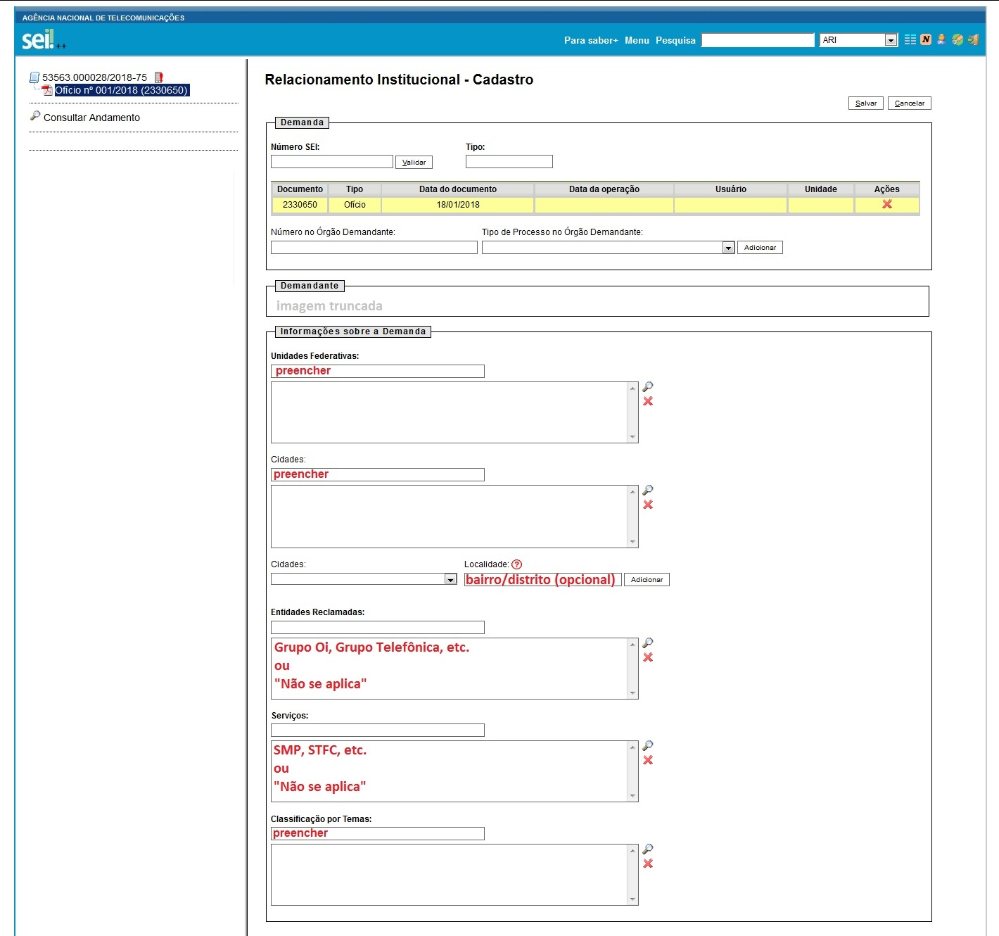 AGÊNCIA NACIONAL DE TELECOMUNICAÇÕES
sei! ++
Para saber+ Menu Pesquisa ARI
53563.000028/2018-75
Ofício nº 001/2018 (2330650)
Consultar Andamento
Relacionamento Institucional - Cadastro
Salvar Cancelar
Demanda
Número SEI: Tipo:
Validar
Documento Tipo Data do documento Data da operação Usuário Unidade Ações
2330650 Ofício 18/01/2018
Número no Órgão Demandante: Tipo de Processo no Órgão Demandante:
Adicionar
Demandante
imagem truncada
Informações sobre a Demanda
Unidades Federativas:
preencher
Cidades:
preencher
Cidades: Localidade: ?
bairro/distrito (opcional) Adicionar
Entidades Reclamadas:
Grupo Oi, Grupo Telefônica, etc.
ou
"Não se aplica"
Serviços:
SMP, STFC, etc.
ou
"Não se aplica"
Classificação por Temas:
preencher